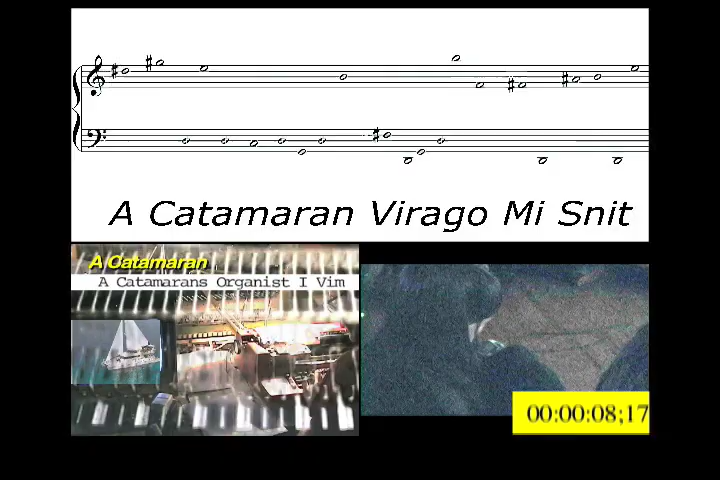 A Catamaran Virago Mi Snit
A Catamaran
A Catamarans Organist I Vim
00:00:08;17